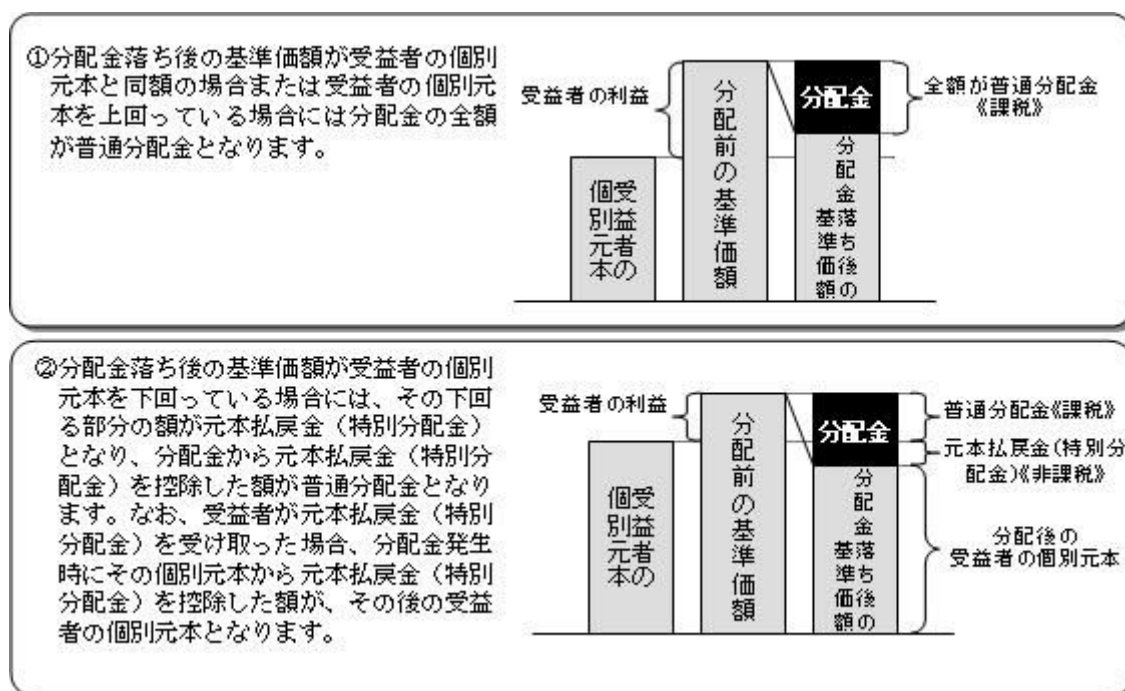 ①分配金落ち後の基準価額が受益者の個別
元本と同額の場合または受益者の個別元
本を上回っている場合には分配金の全額
が普通分配金となります。
受益者の利益
受益者の
個別元本
分配前の基準価額
分配金
分配金落ち後の
基準価額
全額が普通分配金
《課税》
②分配金落ち後の基準価額が受益者の個別
元本を下回っている場合には、その下回
る部分の額が元本払戻金（特別分配金）
となり、分配金から元本払戻金（特別分
配金）を控除した額が普通分配金となり
ます。なお、受益者が元本払戻金（特別
分配金）を受け取った場合、分配金発生
時にその個別元本から元本払戻金（特別
分配金）を控除した額が、その後の受益
者の個別元本となります。
受益者の利益
受益者の
個別元本
分配前の基準価額
分配金
分配金落ち後の
基準価額
普通分配金《課税》
元本払戻金(特別分
配金)《非課税》
分配後の
受益者の個別元本